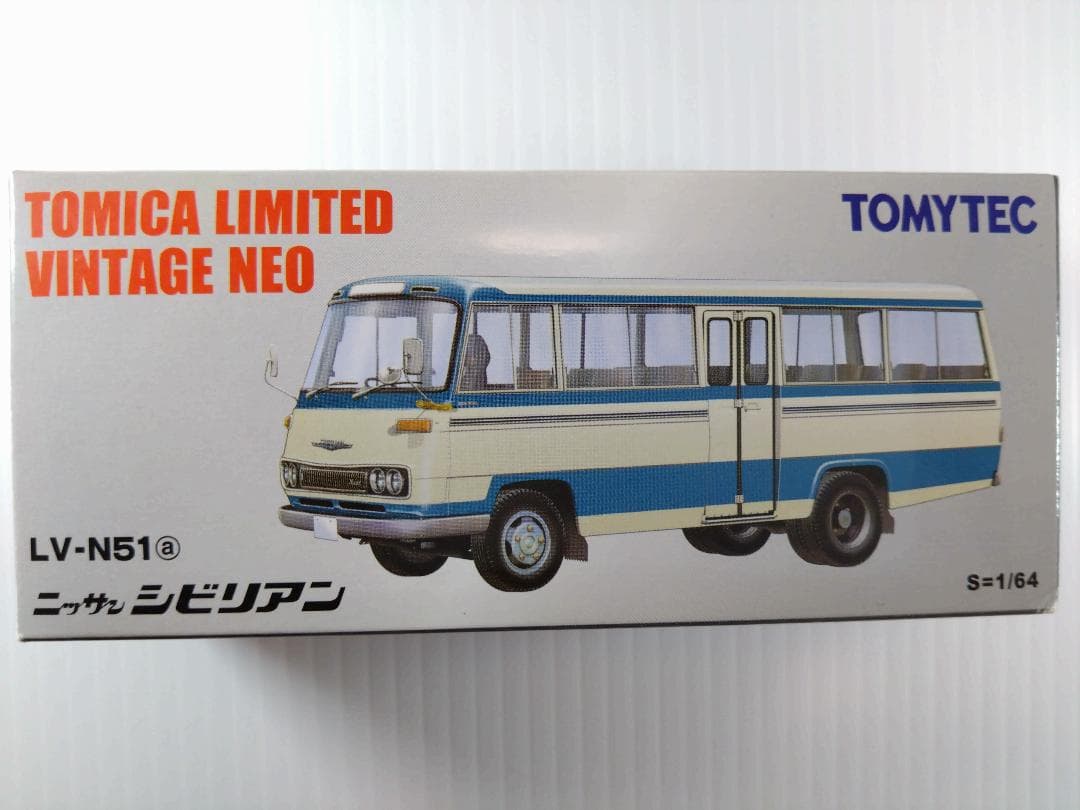 TOMICA LIMITED
VINTAGE NEO
TOMYTEC
LV-N51ⓐ
ニッサン シビリアン
S=1/64